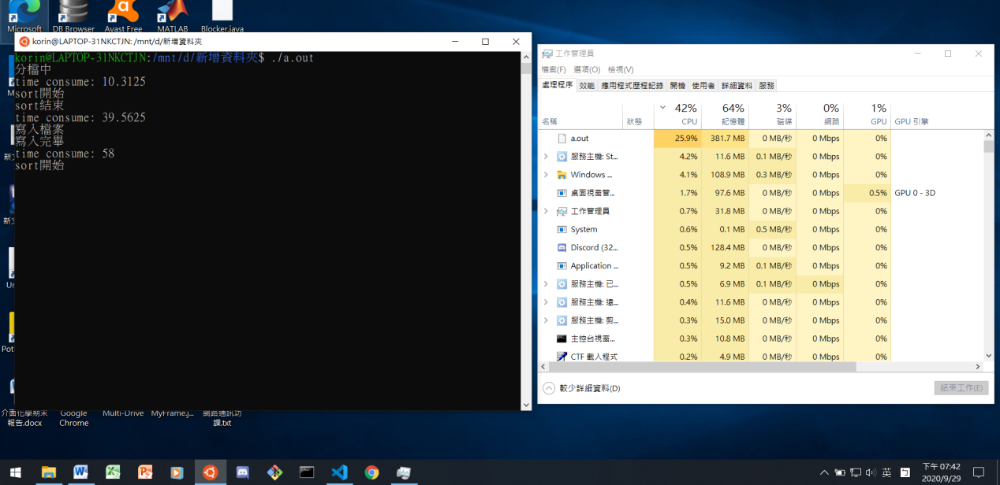 Microsoft
DB Browser
Avast Free
MATLAB
Blocker.java
korin@LAPTOP-31NKCTJN: /mnt/d/新增資料夾
korin@LAPTOP-31NKCTJN:/mnt/d/新增資料夾$ ./a.out
分檔中
time consume: 10.3125
sort開始
sort結束
time consume: 39.5625
寫入檔案
寫入完畢
time consume: 58
sort開始
工作管理員
檔案(F) 選項(O) 檢視(V)
處理程序 效能 應用程式歷程記錄 開機 使用者 詳細資料 服務
42% 64% 3% 0% 1%
名稱 狀態 CPU 記憶體 磁碟 網路 GPU GPU 引擎
a.out 25.9% 381.7 MB 0 MB/秒 0 Mbps 0%
服務主機: St... 4.2% 11.6 MB 0.1 MB/秒 0 Mbps 0%
Windows ... 4.1% 108.9 MB 0.3 MB/秒 0 Mbps 0%
桌面視窗管... 1.7% 97.6 MB 0 MB/秒 0 Mbps 0.5% GPU 0 - 3D
工作管理員 0.7% 31.8 MB 0 MB/秒 0 Mbps 0%
System 0.6% 0.1 MB 0.5 MB/秒 0 Mbps 0%
Discord (32... 0.5% 128.4 MB 0 MB/秒 0 Mbps 0%
Application ... 0.5% 9.2 MB 0.1 MB/秒 0 Mbps 0%
服務主機: 已... 0.5% 6.9 MB 0.1 MB/秒 0 Mbps 0%
服務主機: 遠... 0.4% 11.6 MB 0 MB/秒 0 Mbps 0%
服務主機: 剪... 0.3% 15.0 MB 0 MB/秒 0 Mbps 0%
主控台視窗... 0.3% 10.8 MB 0 MB/秒 0 Mbps 0%
CTF 載入程式 0.2% 4.9 MB 0 MB/秒 0 Mbps 0%
較少詳細資料(D)
結束工作(E)
介面化學期末
報告.docx
Google
Chrome
Multi-Drive
MyFrame.j...
網路通訊功
課.txt
英
下午 07:42
2020/9/29